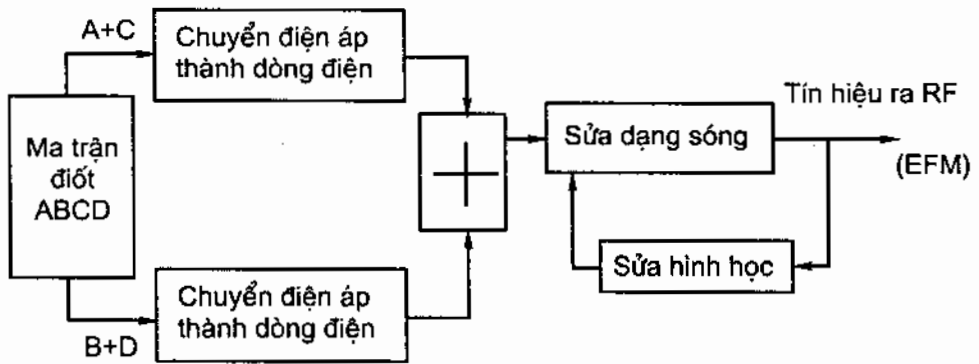 A+C
Chuyển điện áp
thành dòng điện
Ma trận
điốt
ABCD
Sửa dạng sóng
Tín hiệu ra RF
(EFM)
Sửa hình học
Chuyển điện áp
thành dòng điện
B+D